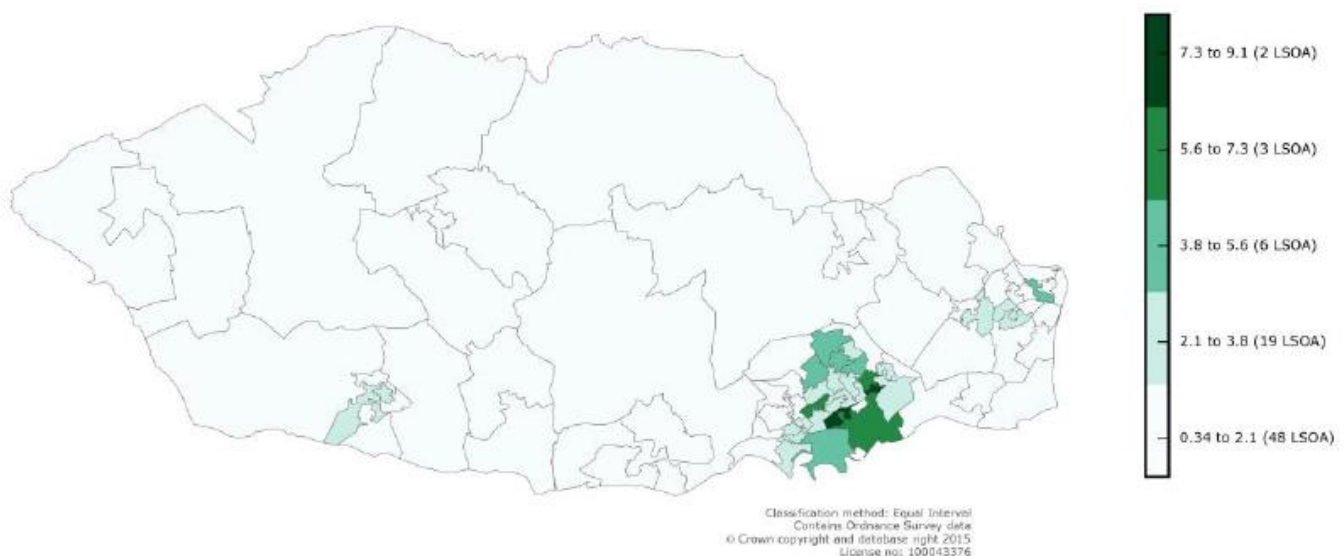 7.3 to 9.1 (2 LSOA)
5.6 to 7.3 (3 LSOA)
3.8 to 5.6 (6 LSOA)
2.1 to 3.8 (19 LSOA)
0.34 to 2.1 (48 LSOA)
Classification method: Equal Interval
Contains Ordnance Survey data
© Crown copyright and database right 2015
License no: 100043376